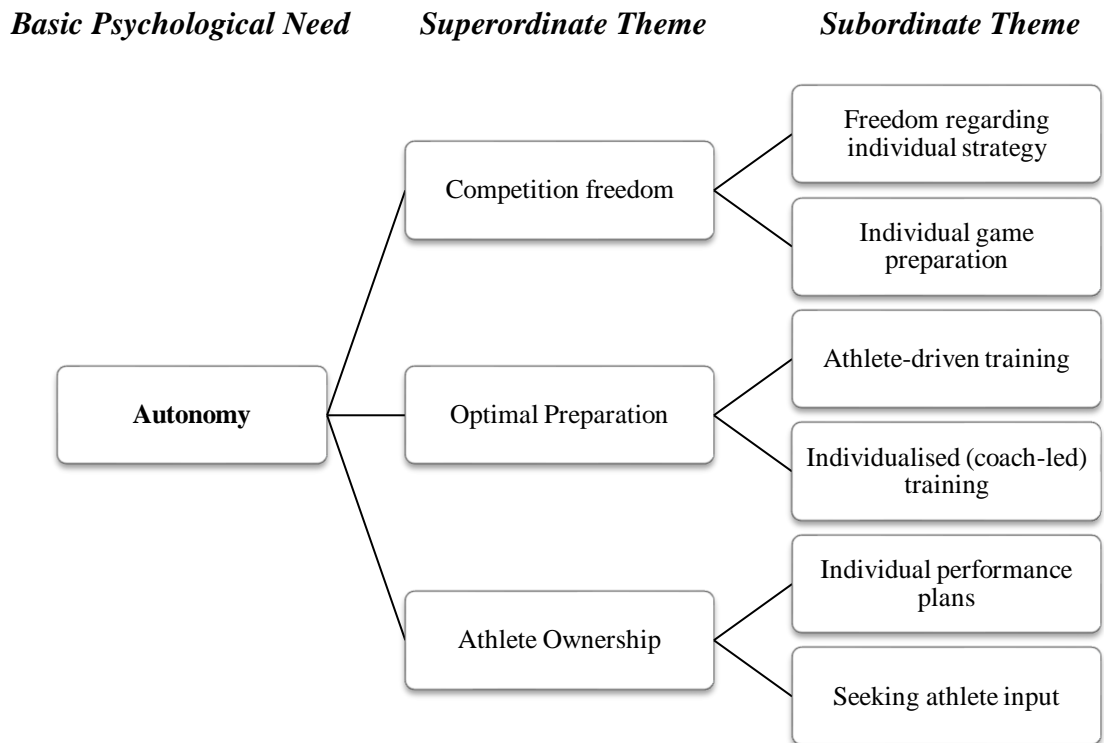 Basic Psychological Need Superordinate Theme Subordinate Theme
Freedom regarding
individual strategy
Competition freedom
Individual game
preparation
Athlete-driven training
Autonomy
Optimal Preparation
Individualised (coach-led)
training
Individual performance
plans
Athlete Ownership
Seeking athlete input